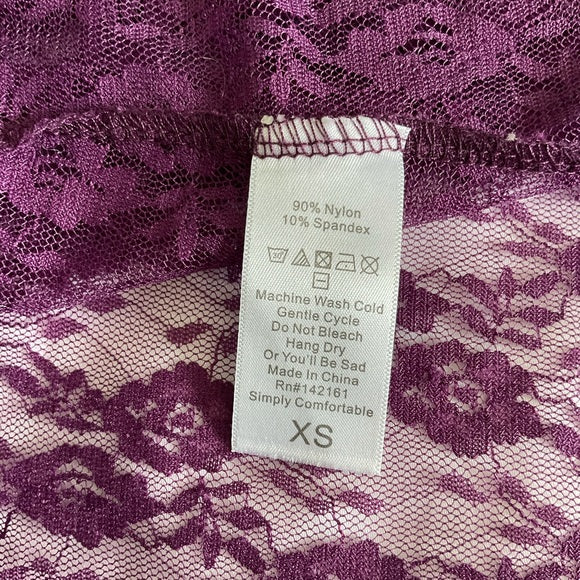 90% Nylon
10% Spandex
30
Machine Wash Cold
Gentle Cycle
Do Not Bleach
Hang Dry
Or You'll Be Sad
Made In China
Rn#142161
Simply Comfortable
XS